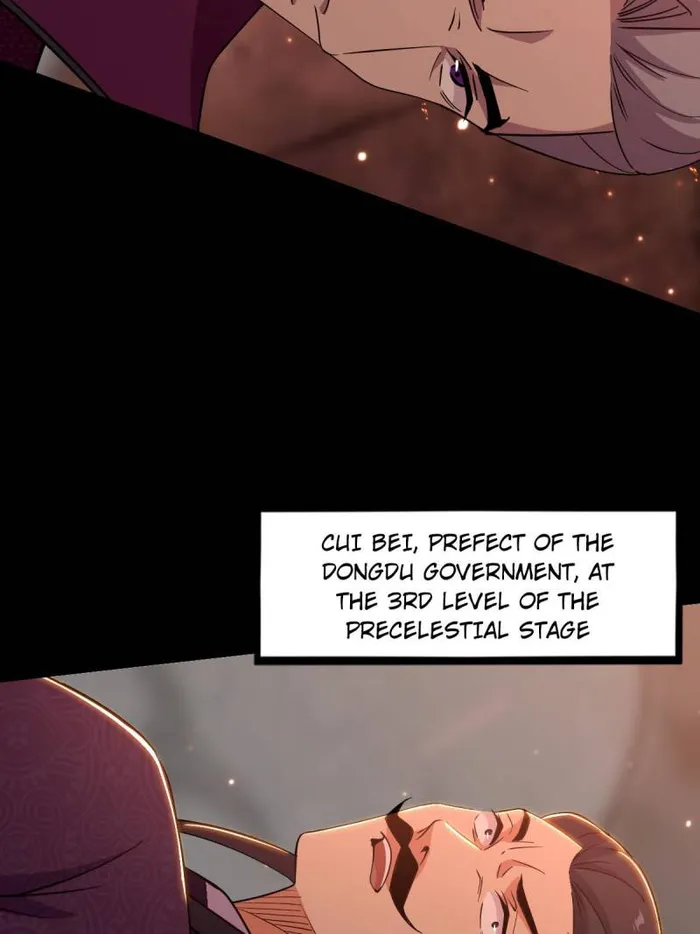 CUI BEI, PREFECT OF THE
DONGDU GOVERNMENT, AT
THE 3RD LEVEL OF THE
PRECELESTIAL STAGE